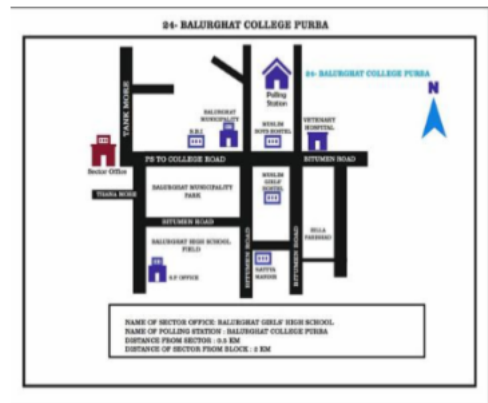 24- BALURGHAT COLLEGE PURBA
24- BALURGHAT COLLEGE PURBA
N
Polling
Station
TANK MORE
BALURGHAT
MUNICIPALITY
MUSLIM
BOYS HOSTEL
VETENARY
HOSPITAL
PS TO COLLEGE ROAD
BITUMEN ROAD
Sector Office
MUSLIM
GIRLS'
HOSTEL
BALURGHAT MUNICIPALITY
PARK
THANA MORE
BITUMEN ROAD
BALURGHAT HIGH SCHOOL
FIELD
BITUMEN ROAD
BITUMEN ROAD
ZILLA
PARISHAD
MANDIR
S.P OFFICE
NAME OF SECTOR OFFICE: BALURGHAT GIRLS' HIGH SCHOOL
NAME OF POLLING STATION : BALURGHAT COLLEGE PURBA
DISTANCE FROM SECTOR : 0.5 KM
DISTANCE OF SECTOR FROM BLOCK : 2 KM